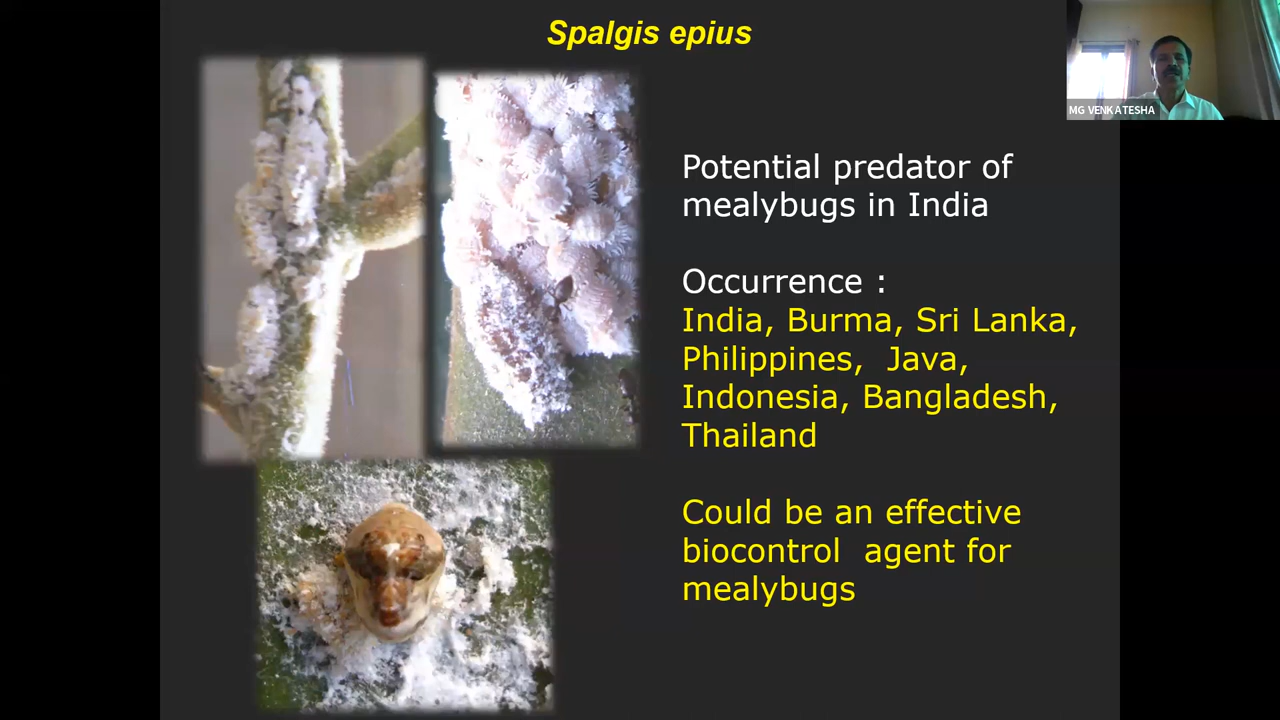 Spalgis epius
MG VENKATESHA
Potential predator of
mealybugs in India
Occurrence :
India, Burma, Sri Lanka,
Philippines, Java,
Indonesia, Bangladesh,
Thailand
Could be an effective
biocontrol agent for
mealybugs